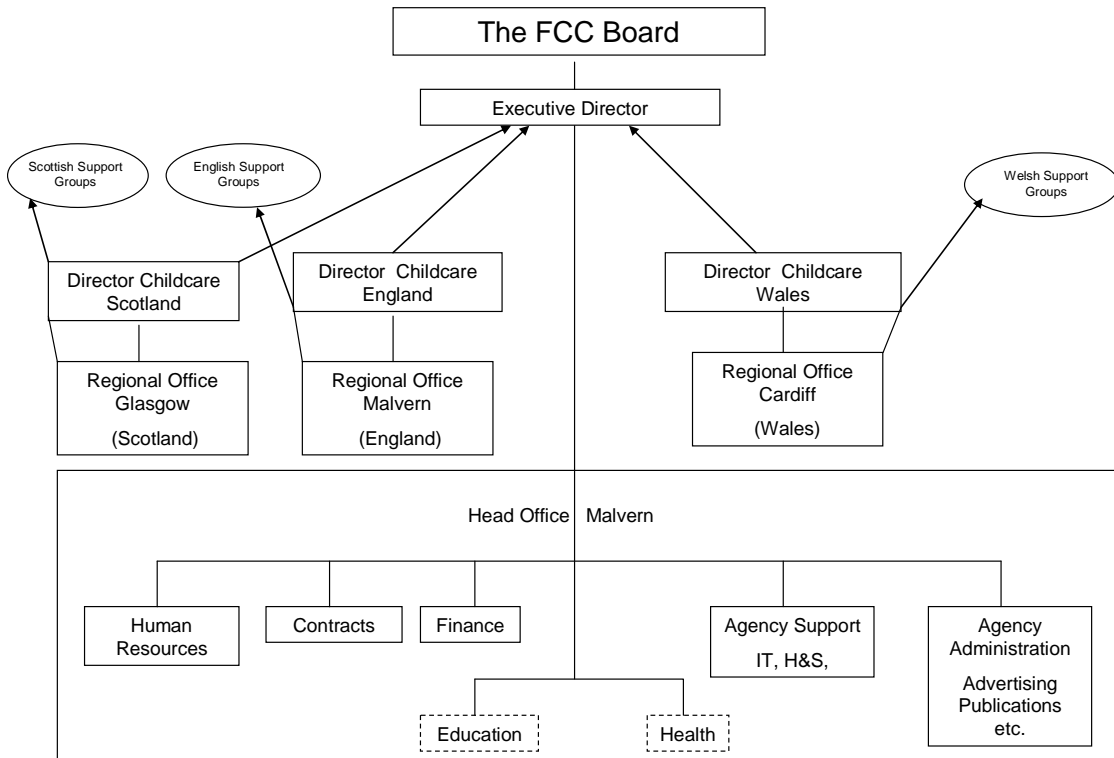 The FCC Board
Executive Director
Scottish Support
Groups
English Support
Groups
Welsh Support
Groups
Director Childcare
Scotland
Director Childcare
England
Director Childcare
Wales
Regional Office
Glasgow
(Scotland)
Regional Office
Malvern
(England)
Regional Office
Cardiff
(Wales)
Head Office Malvern
Human
Resources
Contracts
Finance
Agency Support
IT, H&S,
Agency
Administration
Advertising
Publications
etc.
Education
Health